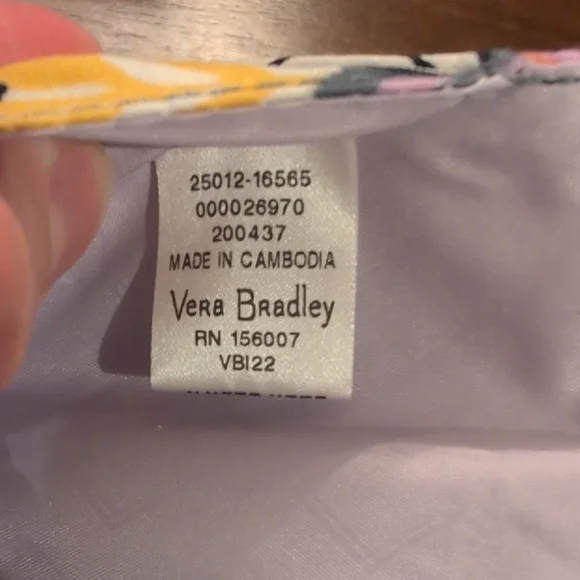 25012-16565
000026970
200437
MADE IN CAMBODIA
Vera Bradley
RN 156007
VBI22